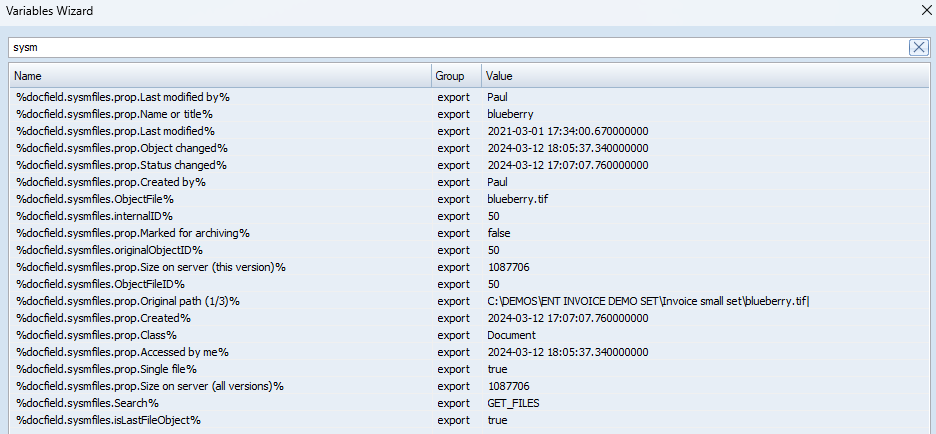 Variables Wizard
sysm
Name Group Value
%docfield.sysmfiles.prop.Last modified by% export Paul
%docfield.sysmfiles.prop.Name or title% export blueberry
%docfield.sysmfiles.prop.Last modified% export 2021-03-01 17:34:00.670000000
%docfield.sysmfiles.prop.Object changed% export 2024-03-12 18:05:37.340000000
%docfield.sysmfiles.prop.Status changed% export 2024-03-12 17:07:07.760000000
%docfield.sysmfiles.prop.Created by% export Paul
%docfield.sysmfiles.ObjectFile% export blueberry.tif
%docfield.sysmfiles.internalID% export 50
%docfield.sysmfiles.prop.Marked for archiving% export false
%docfield.sysmfiles.originalObjectID% export 50
%docfield.sysmfiles.prop.Size on server (this version)% export 1087706
%docfield.sysmfiles.ObjectFileID% export 50
%docfield.sysmfiles.prop.Original path (1/3)% export C:\DEMOS\ENT INVOICE DEMO SET\Invoice small set\blueberry.tif|
%docfield.sysmfiles.prop.Created% export 2024-03-12 17:07:07.760000000
%docfield.sysmfiles.prop.Class% export Document
%docfield.sysmfiles.prop.Accessed by me% export 2024-03-12 18:05:37.340000000
%docfield.sysmfiles.prop.Single file% export true
%docfield.sysmfiles.prop.Size on server (all versions)% export 1087706
%docfield.sysmfiles.Search% export GET_FILES
%docfield.sysmfiles.isLastFileObject% export true